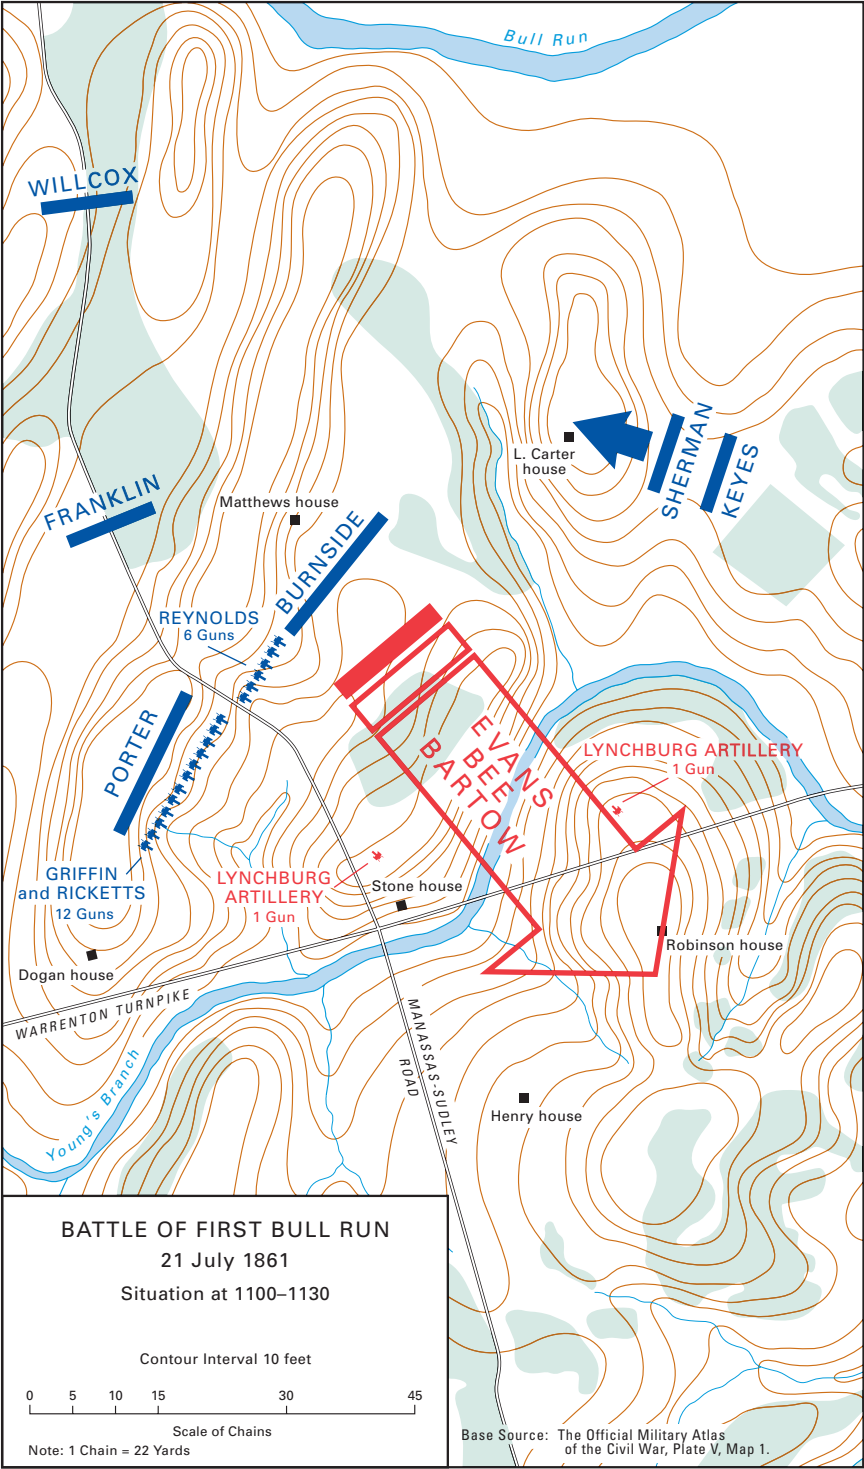 Bull Run
WILLCOX
SHERMAN
KEYES
L. Carter
house
FRANKLIN
Matthews house
BURNSIDE
REYNOLDS
6 Guns
PORTER
EVANS
BEE
BARTOW
LYNCHBURG ARTILLERY
1 Gun
GRIFFIN
and RICKETTS
12 Guns
LYNCHBURG
ARTILLERY
1 Gun
Stone house
Robinson house
Dogan house
WARRENTON TURNPIKE
MANASSAS-SUDLEY
ROAD
Young's Branch
Henry house
BATTLE OF FIRST BULL RUN
21 July 1861
Situation at 1100–1130
Contour Interval 10 feet
0 5 10 15 30 45
Scale of Chains
Note: 1 Chain = 22 Yards
Base Source: The Official Military Atlas
of the Civil War, Plate V, Map 1.